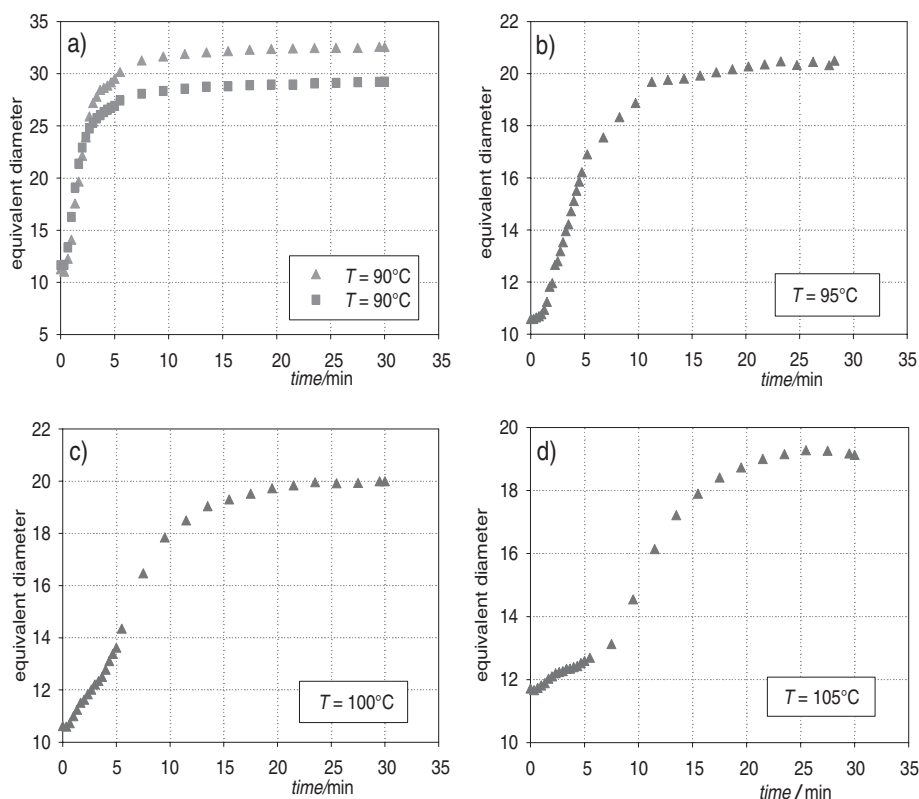 a)
equivalent diameter
35
30
25
20
15
10
5
0 5 10 15 20 25 30 35
time/min
T = 90°C
T = 90°C
b)
equivalent diameter
22
20
18
16
14
12
10
0 5 10 15 20 25 30 35
time/min
T = 95°C
c)
equivalent diameter
22
20
18
16
14
12
10
0 5 10 15 20 25 30 35
time/min
T = 100°C
d)
equivalent diameter
20
18
16
14
12
10
0 5 10 15 20 25 30 35
time / min
T = 105°C